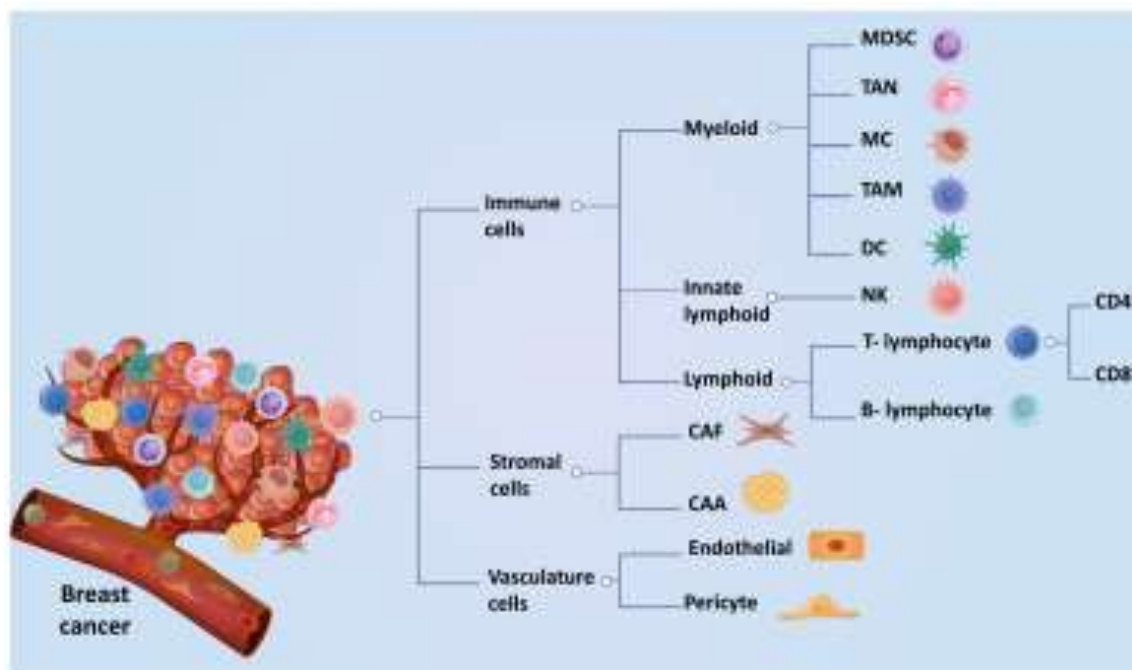 MDSC
TAN
Myeloid
MC
TAM
Immune
cells
DC
Innate
lymphoid
NK
CD4
T- lymphocyte
Lymphoid
CD8
B- lymphocyte
CAF
Stromal
cells
CAA
Endothelial
Vasculature
cells
Pericyte
Breast
cancer